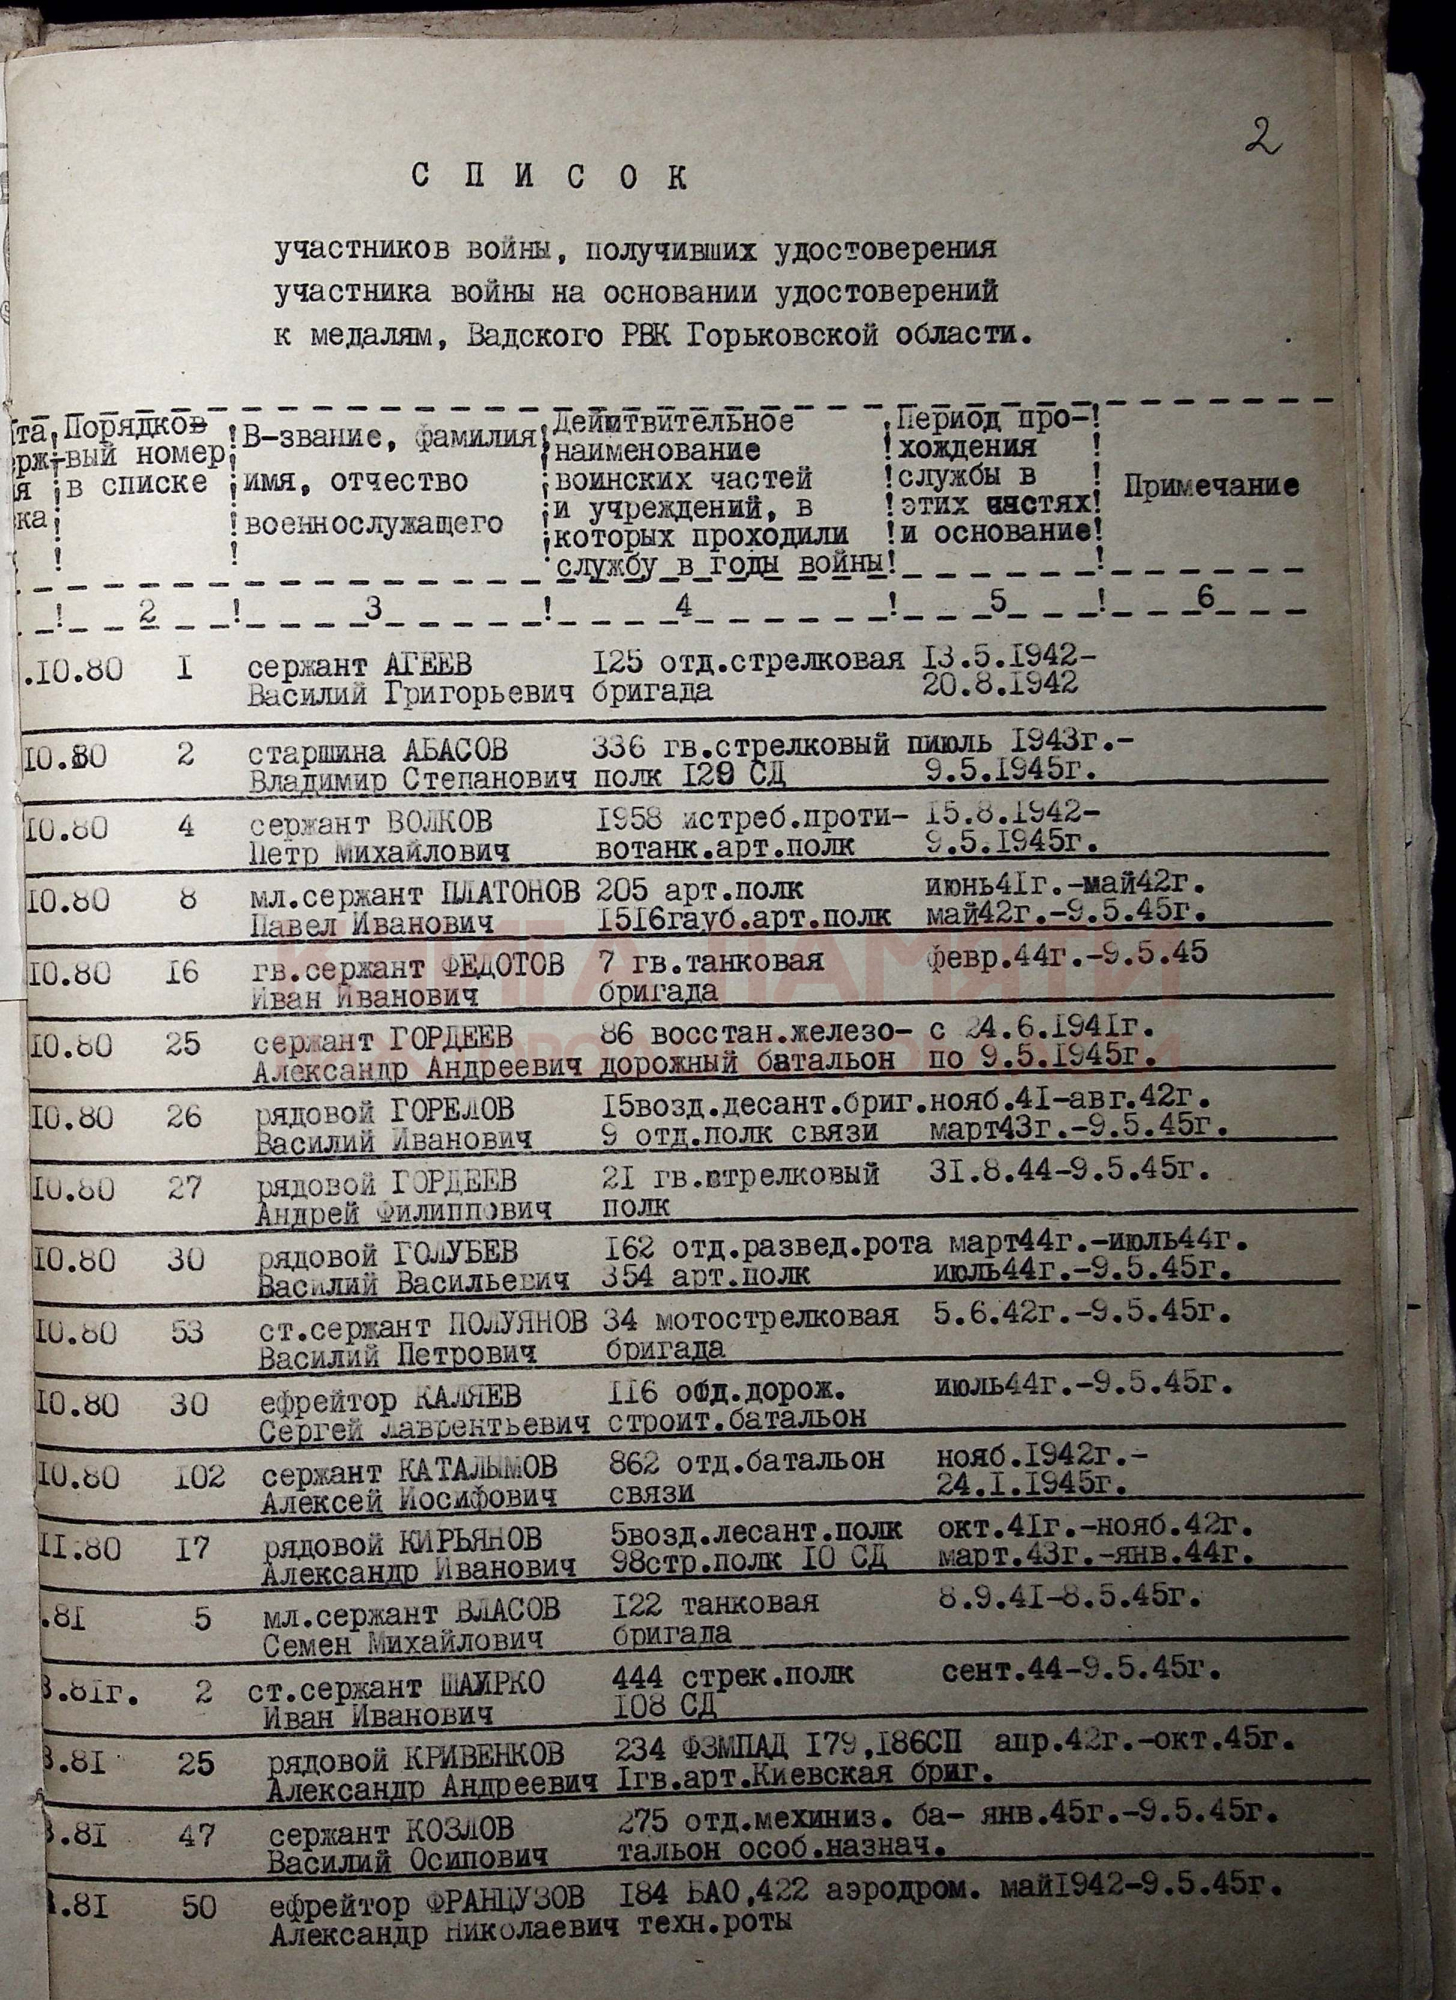 2
СПИСОК
участников войны, получивших удостоверения
участника войны на основании удостоверений
к медалям, Вадского РВК Горьковской области.
та! Порядков !В-звание, фамилия!Действительное !Период про-!
ерж-!вый номер! !наименование !хождения !
я !в списке !имя, отчество !воинских частей !службы в ! Примечание
ка! !военнослужащего !и учреждений, в !этих частях!
! ! !которых проходили !и основание!
службу в годы войны! !
! 2 ! 3 ! 4 ! 5 ! 6
.10.80 1 сержант АГЕЕВ 125 отд.стрелковая 13.5.1942-
Василий Григорьевич бригада 20.8.1942
10.80 2 старшина АБАСОВ 336 гв.стрелковый пиюль 1943г.-
Владимир Степанович полк 129 СД 9.5.1945г.
10.80 4 сержант ВОЛКОВ 1958 истреб.проти- 15.8.1942-
Петр Михайлович вотанк.арт.полк 9.5.1945г.
10.80 8 мл.сержант ПЛАТОНОВ 205 арт.полк июнь41г.-май42г.
Павел Иванович 1516гауб.арт.полк май42г.-9.5.45г.
10.80 16 гв.сержант ФЕДОТОВ 7 гв.танковая февр.44г.-9.5.45
Иван Иванович бригада
10.80 25 сержант ГОРДЕЕВ 86 восстан.железо- с 24.6.1941г.
Александр Андреевич дорожный батальон по 9.5.1945г.
10.80 26 рядовой ГОРЕЛОВ 15возд.десант.бриг.нояб.41-авг.42г.
Василий Иванович 9 отд.полк связи март43г.-9.5.45г.
10.80 27 рядовой ГОРДЕЕВ 21 гв.стрелковый 31.8.44-9.5.45г.
Андрей Филиппович полк
10.80 30 рядовой ГОЛУБЕВ 162 отд.развед.рота март44г.-июль44г.
Василий Васильевич 354 арт.полк июль44г.-9.5.45г.
10.80 53 ст.сержант ПОЛУЯНОВ 34 мотострелковая 5.6.42г.-9.5.45г.
Василий Петрович бригада
10.80 30 ефрейтор КАЛЯЕВ 116 отд.дорож. июль44г.-9.5.45г.
Сергей Лаврентьевич строит.батальон
10.80 102 сержант КАТАЛЫМОВ 862 отд.батальон нояб.1942г.-
Алексей Иосифович связи 24.1.1945г.
11.80 17 рядовой КИРЬЯНОВ 5возд.лесант.полк окт.41г.-нояб.42г.
Александр Иванович 98стр.полк 10 СД март.43г.-янв.44г.
.81 5 мл.сержант ВЛАСОВ 122 танковая 8.9.41-8.5.45г.
Семен Михайлович бригада
3.81г. 2 ст.сержант ШАИРКО 444 стрек.полк сент.44-9.5.45г.
Иван Иванович 108 СД
3.81 25 рядовой КРИВЕНКОВ 234 ФЗМПАД 179,186СП апр.42г.-окт.45г.
Александр Андреевич 1гв.арт.Киевская бриг.
3.81 47 сержант КОЗЛОВ 275 отд.мехиниз. ба- янв.45г.-9.5.45г.
Василий Осипович тальон особ.назнач.
.81 50 ефрейтор ФРАНЦУЗОВ 184 БАО,422 аэродром. май1942-9.5.45г.
Александр Николаевич техн.роты
КНИГА ПАМЯТИ